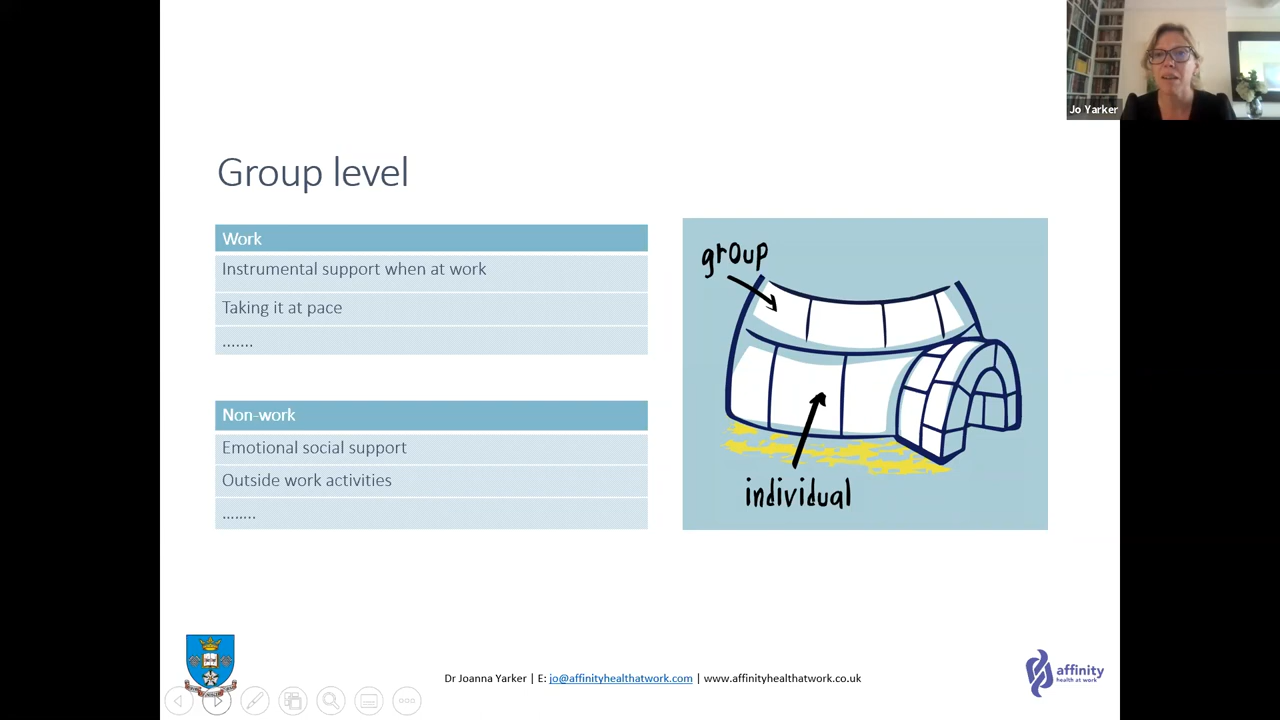 Jo Yarker
Group level
Work
Instrumental support when at work
Taking it at pace
.......
Non-work
Emotional social support
Outside work activities
........
group
individual
Dr Joanna Yarker | E: jo@affinityhealthatwork.com | www.affinityhealthatwork.co.uk
affinity
health at work